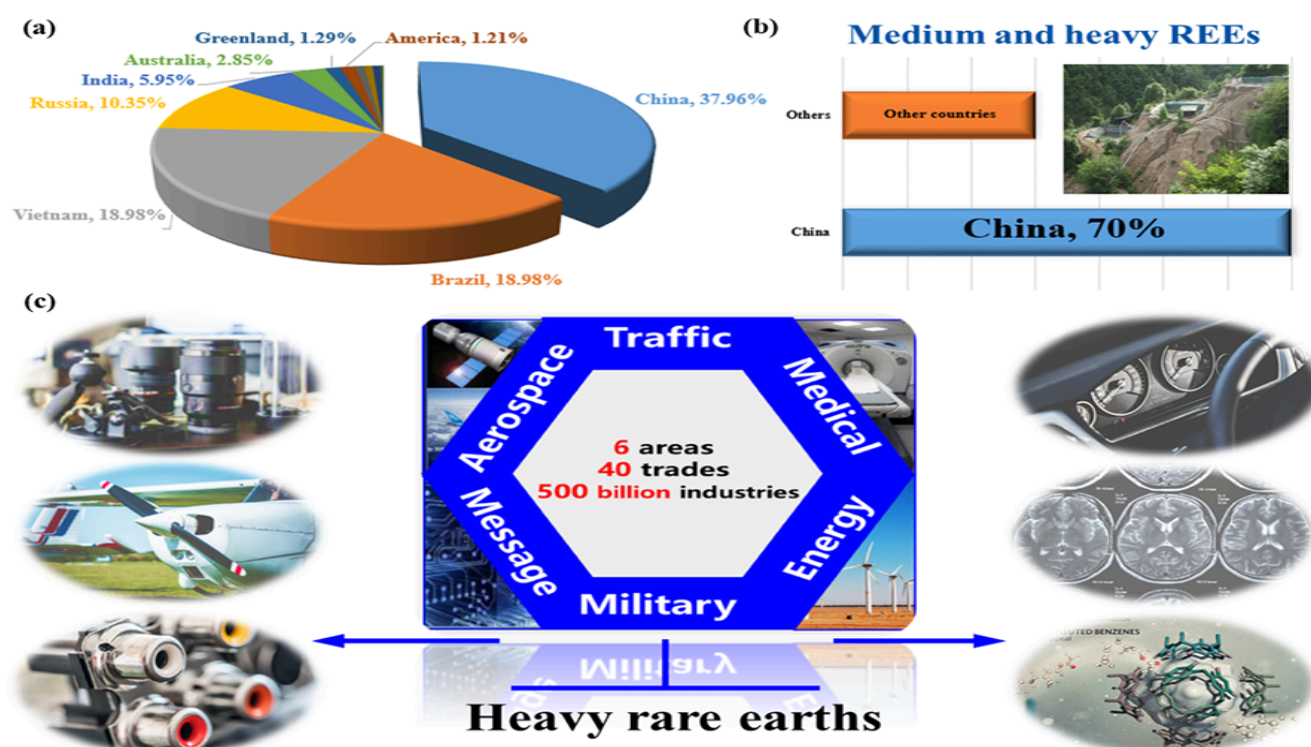 (a)
Greenland, 1.29%
America, 1.21%
Australia, 2.85%
India, 5.95%
Russia, 10.35%
China, 37.96%
Vietnam, 18.98%
Brazil, 18.98%
(b)
Medium and heavy REEs
Others
Other countries
China
China, 70%
(c)
Traffic
Aerospace
Medical
6 areas
40 trades
500 billion industries
Message
Energy
Military
UTED BENZENES
Heavy rare earths